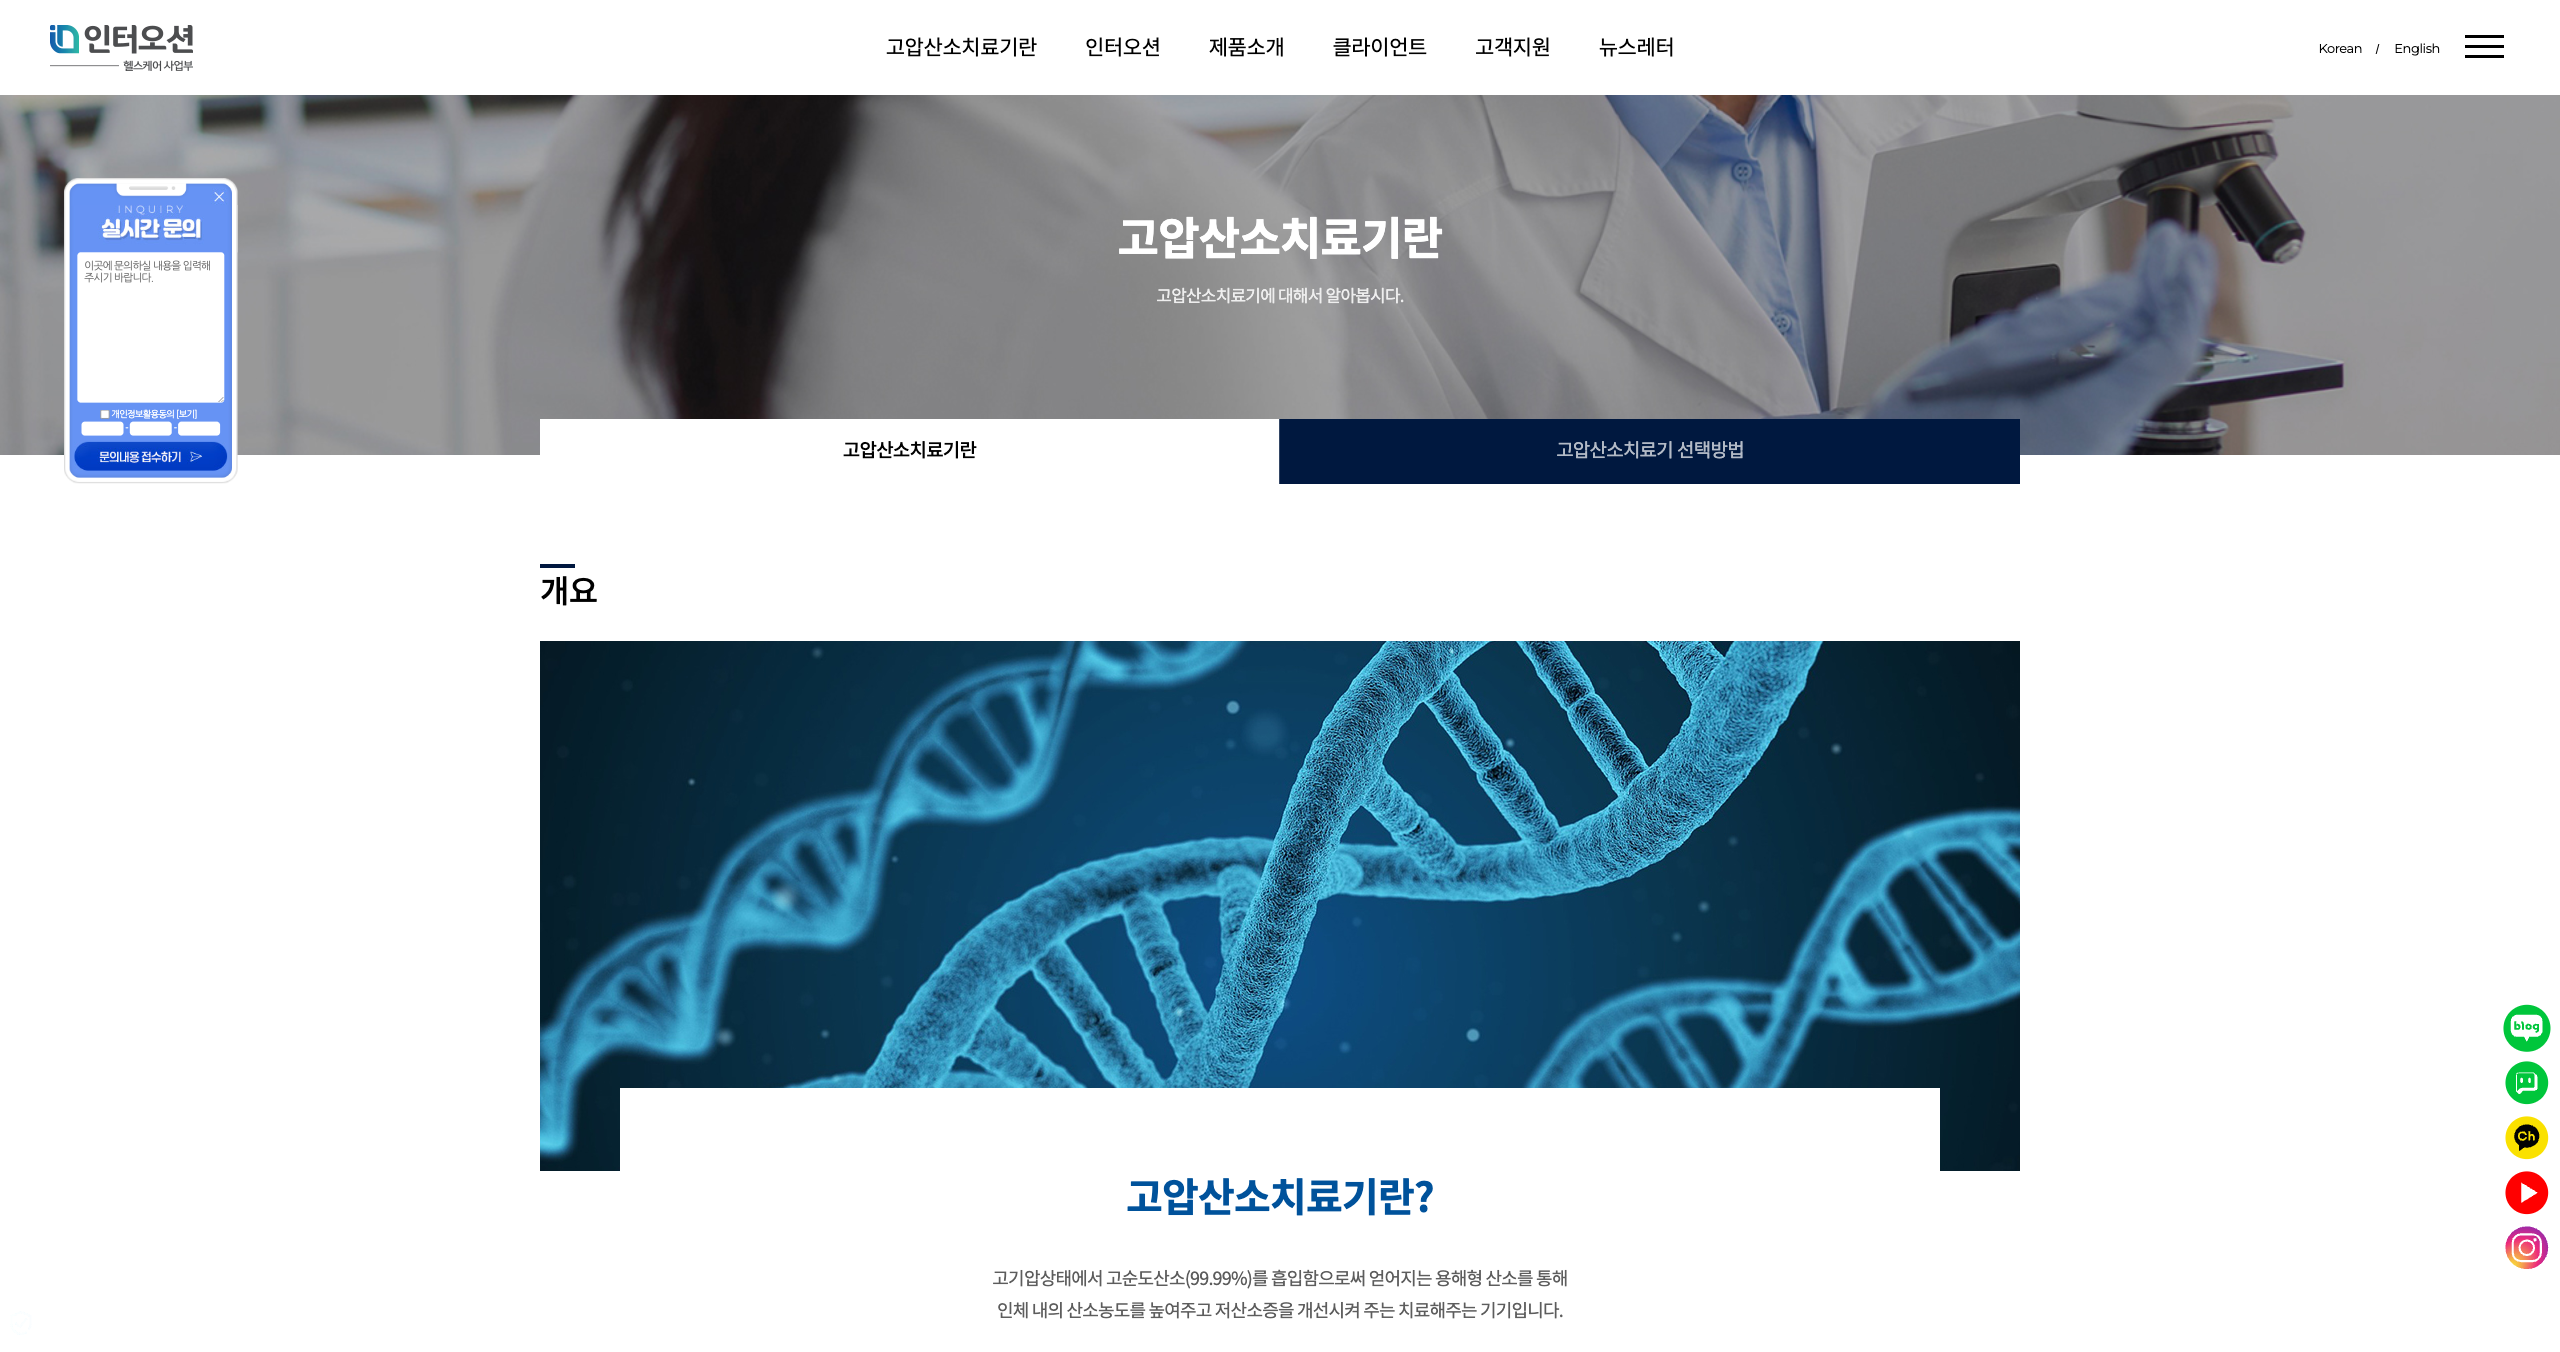 인터오션
헬스케어 사업부
고압산소치료기란
인터오션
제품소개
클라이언트
고객지원
뉴스레터
Korean / English
고압산소치료기란
고압산소치료기에 대해서 알아봅시다.
INQUIRY
실시간 문의
이곳에 문의하실 내용을 입력해
주시기 바랍니다.
개인정보활용동의 [보기]
- -
문의내용 접수하기
고압산소치료기란
고압산소치료기 선택방법
개요
고압산소치료기란?
고기압상태에서 고순도산소(99.99%)를 흡입함으로써 얻어지는 용해형 산소를 통해
인체 내의 산소농도를 높여주고 저산소증을 개선시켜 주는 치료해주는 기기입니다.
blog
Ch